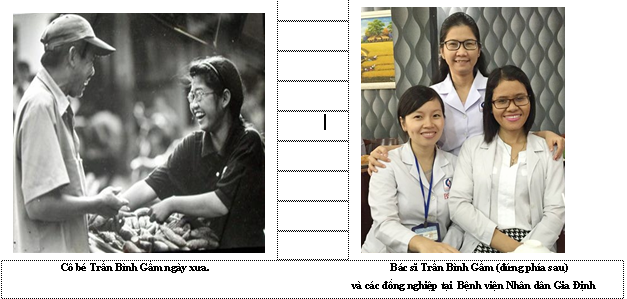 Cô bé Trần Bình Gấm ngày xưa.
Bác sĩ Trần Bình Gấm (đứng phía sau)
và các đồng nghiệp tại Bệnh viện Nhân dân Gia Định